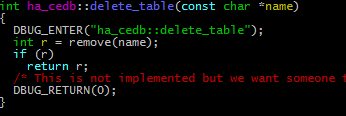 int ha_cedb::delete_table(const char *name)
{
DBUG_ENTER("ha_cedb::delete_table");
int r = remove(name);
if (r)
return r;
/* This is not implemented but we want someone
DBUG_RETURN(0);
}